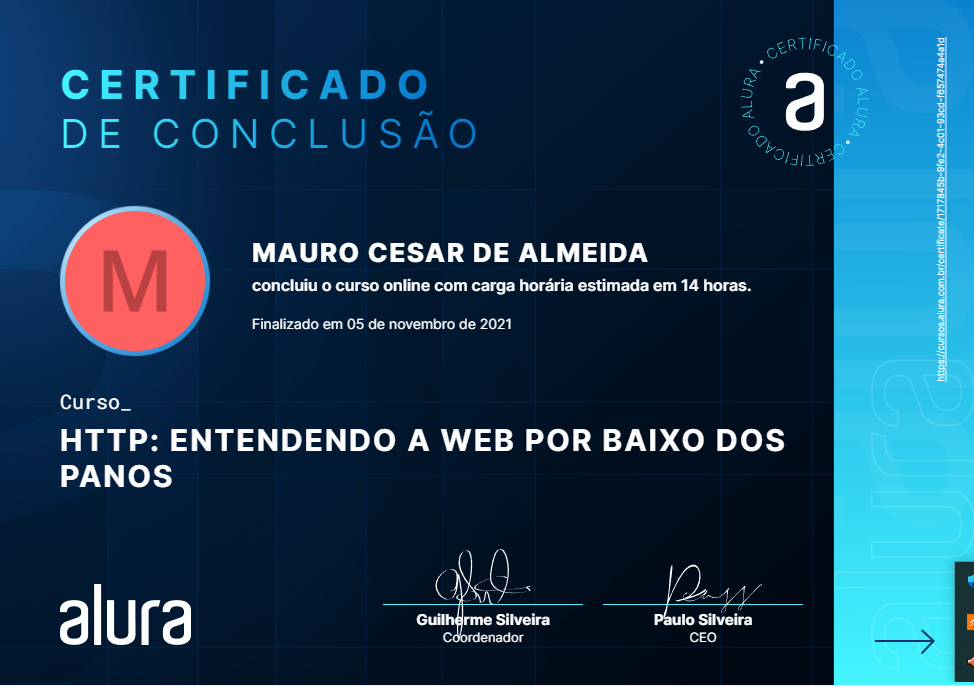 CERTIFICADO
DE CONCLUSÃO
CERTIFICADO ALURA • CERTIFICADO ALURA •
a
M
MAURO CESAR DE ALMEIDA
concluiu o curso online com carga horária estimada em 14 horas.
Finalizado em 05 de novembro de 2021
Curso_
HTTP: ENTENDENDO A WEB POR BAIXO DOS
PANOS
alura
Guilherme Silveira
Coordenador
Paulo Silveira
CEO
https://cursos.alura.com.br/certificate/1717845b-9fe2-4c01-93cd-f657474a4a1d
alura